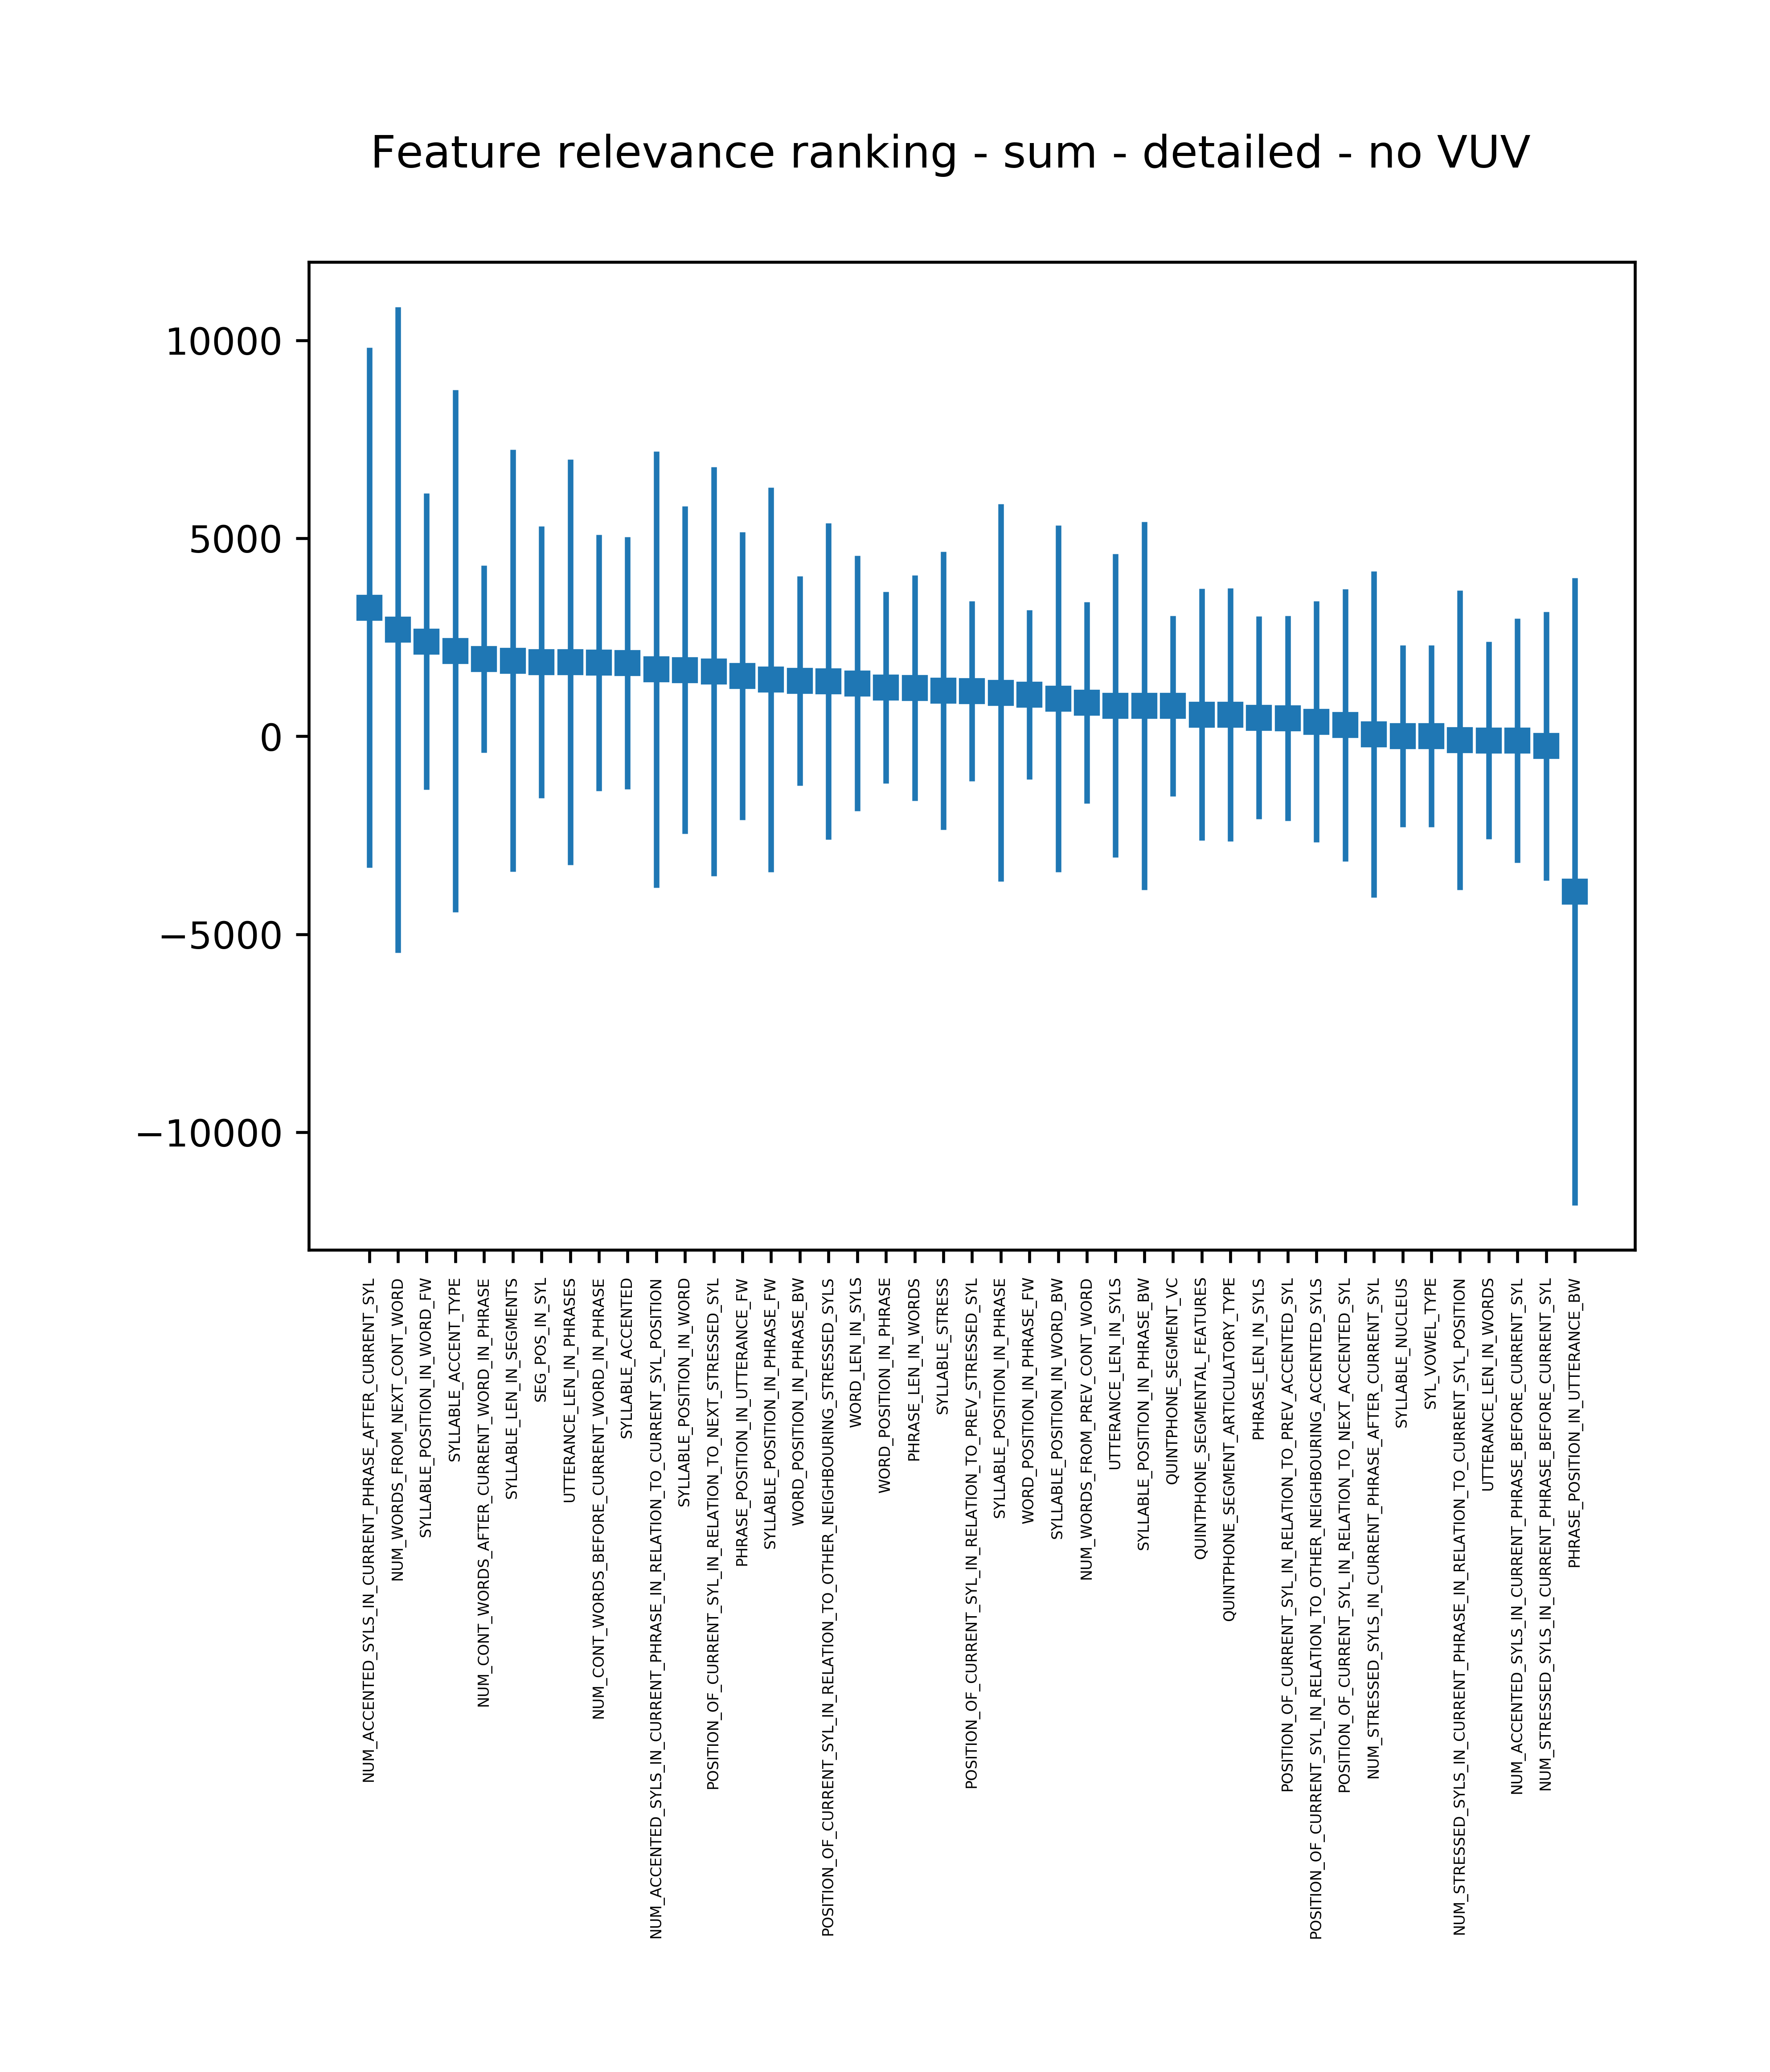 Feature relevance ranking - sum - detailed - no VUV
10000
5000
0
−5000
−10000
NUM_ACCENTED_SYLS_IN_CURRENT_PHRASE_AFTER_CURRENT_SYL
NUM_WORDS_FROM_NEXT_CONT_WORD
SYLLABLE_POSITION_IN_WORD_FW
SYLLABLE_ACCENT_TYPE
NUM_CONT_WORDS_AFTER_CURRENT_WORD_IN_PHRASE
SYLLABLE_LEN_IN_SEGMENTS
SEG_POS_IN_SYL
UTTERANCE_LEN_IN_PHRASES
NUM_CONT_WORDS_BEFORE_CURRENT_WORD_IN_PHRASE
SYLLABLE_ACCENTED
NUM_ACCENTED_SYLS_IN_CURRENT_PHRASE_IN_RELATION_TO_CURRENT_SYL_POSITION
SYLLABLE_POSITION_IN_WORD
POSITION_OF_CURRENT_SYL_IN_RELATION_TO_NEXT_STRESSED_SYL
PHRASE_POSITION_IN_UTTERANCE_FW
SYLLABLE_POSITION_IN_PHRASE_FW
WORD_POSITION_IN_PHRASE_BW
POSITION_OF_CURRENT_SYL_IN_RELATION_TO_OTHER_NEIGHBOURING_STRESSED_SYLS
WORD_LEN_IN_SYLS
WORD_POSITION_IN_PHRASE
PHRASE_LEN_IN_WORDS
SYLLABLE_STRESS
POSITION_OF_CURRENT_SYL_IN_RELATION_TO_PREV_STRESSED_SYL
SYLLABLE_POSITION_IN_PHRASE
WORD_POSITION_IN_PHRASE_FW
SYLLABLE_POSITION_IN_WORD_BW
NUM_WORDS_FROM_PREV_CONT_WORD
UTTERANCE_LEN_IN_SYLS
SYLLABLE_POSITION_IN_PHRASE_BW
QUINTPHONE_SEGMENT_VC
QUINTPHONE_SEGMENTAL_FEATURES
QUINTPHONE_SEGMENT_ARTICULATORY_TYPE
PHRASE_LEN_IN_SYLS
POSITION_OF_CURRENT_SYL_IN_RELATION_TO_PREV_ACCENTED_SYL
POSITION_OF_CURRENT_SYL_IN_RELATION_TO_OTHER_NEIGHBOURING_ACCENTED_SYLS
POSITION_OF_CURRENT_SYL_IN_RELATION_TO_NEXT_ACCENTED_SYL
NUM_STRESSED_SYLS_IN_CURRENT_PHRASE_AFTER_CURRENT_SYL
SYLLABLE_NUCLEUS
SYL_VOWEL_TYPE
NUM_STRESSED_SYLS_IN_CURRENT_PHRASE_IN_RELATION_TO_CURRENT_SYL_POSITION
UTTERANCE_LEN_IN_WORDS
NUM_ACCENTED_SYLS_IN_CURRENT_PHRASE_BEFORE_CURRENT_SYL
NUM_STRESSED_SYLS_IN_CURRENT_PHRASE_BEFORE_CURRENT_SYL
PHRASE_POSITION_IN_UTTERANCE_BW